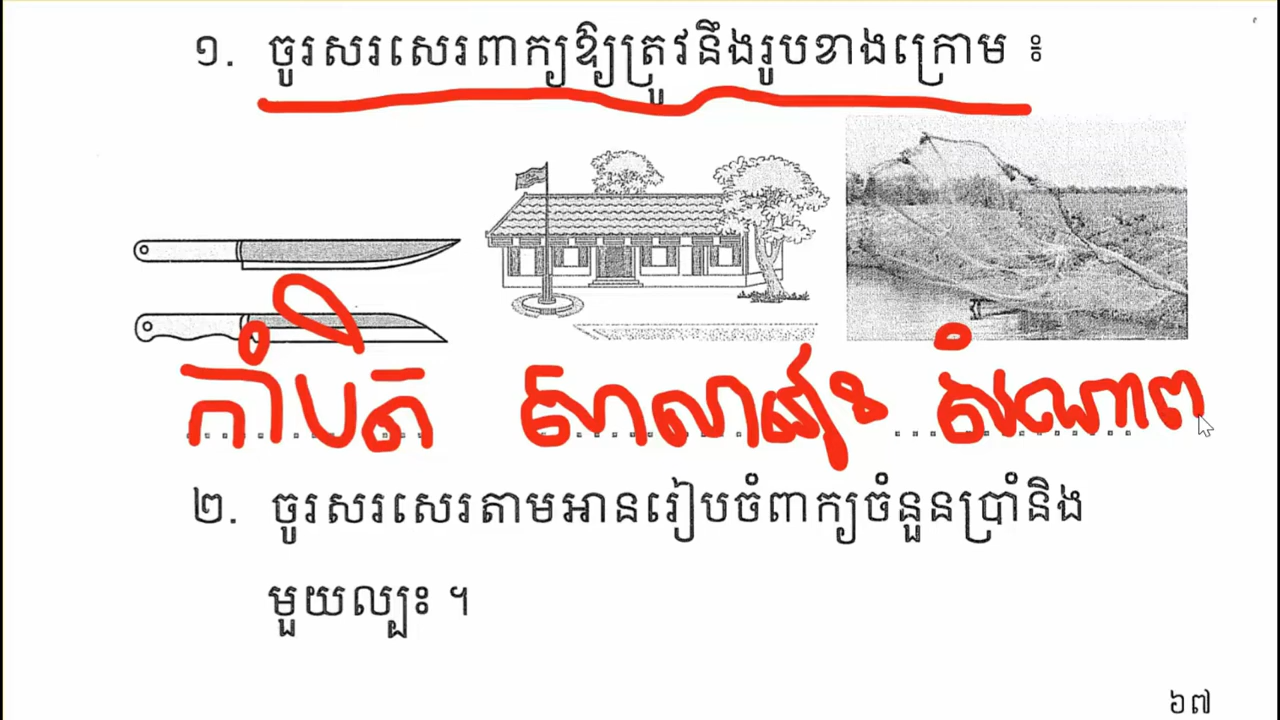 ១. ចូរសរសេរពាក្យឱ្យត្រូវនឹងរូបខាងក្រោម ៖
កាំបិត សាលារៀន សំណាញ់
២. ចូរសរសេរតាមអានរៀបចំពាក្យចំនួនប្រាំនិង
មួយល្បះ ។
៦៧